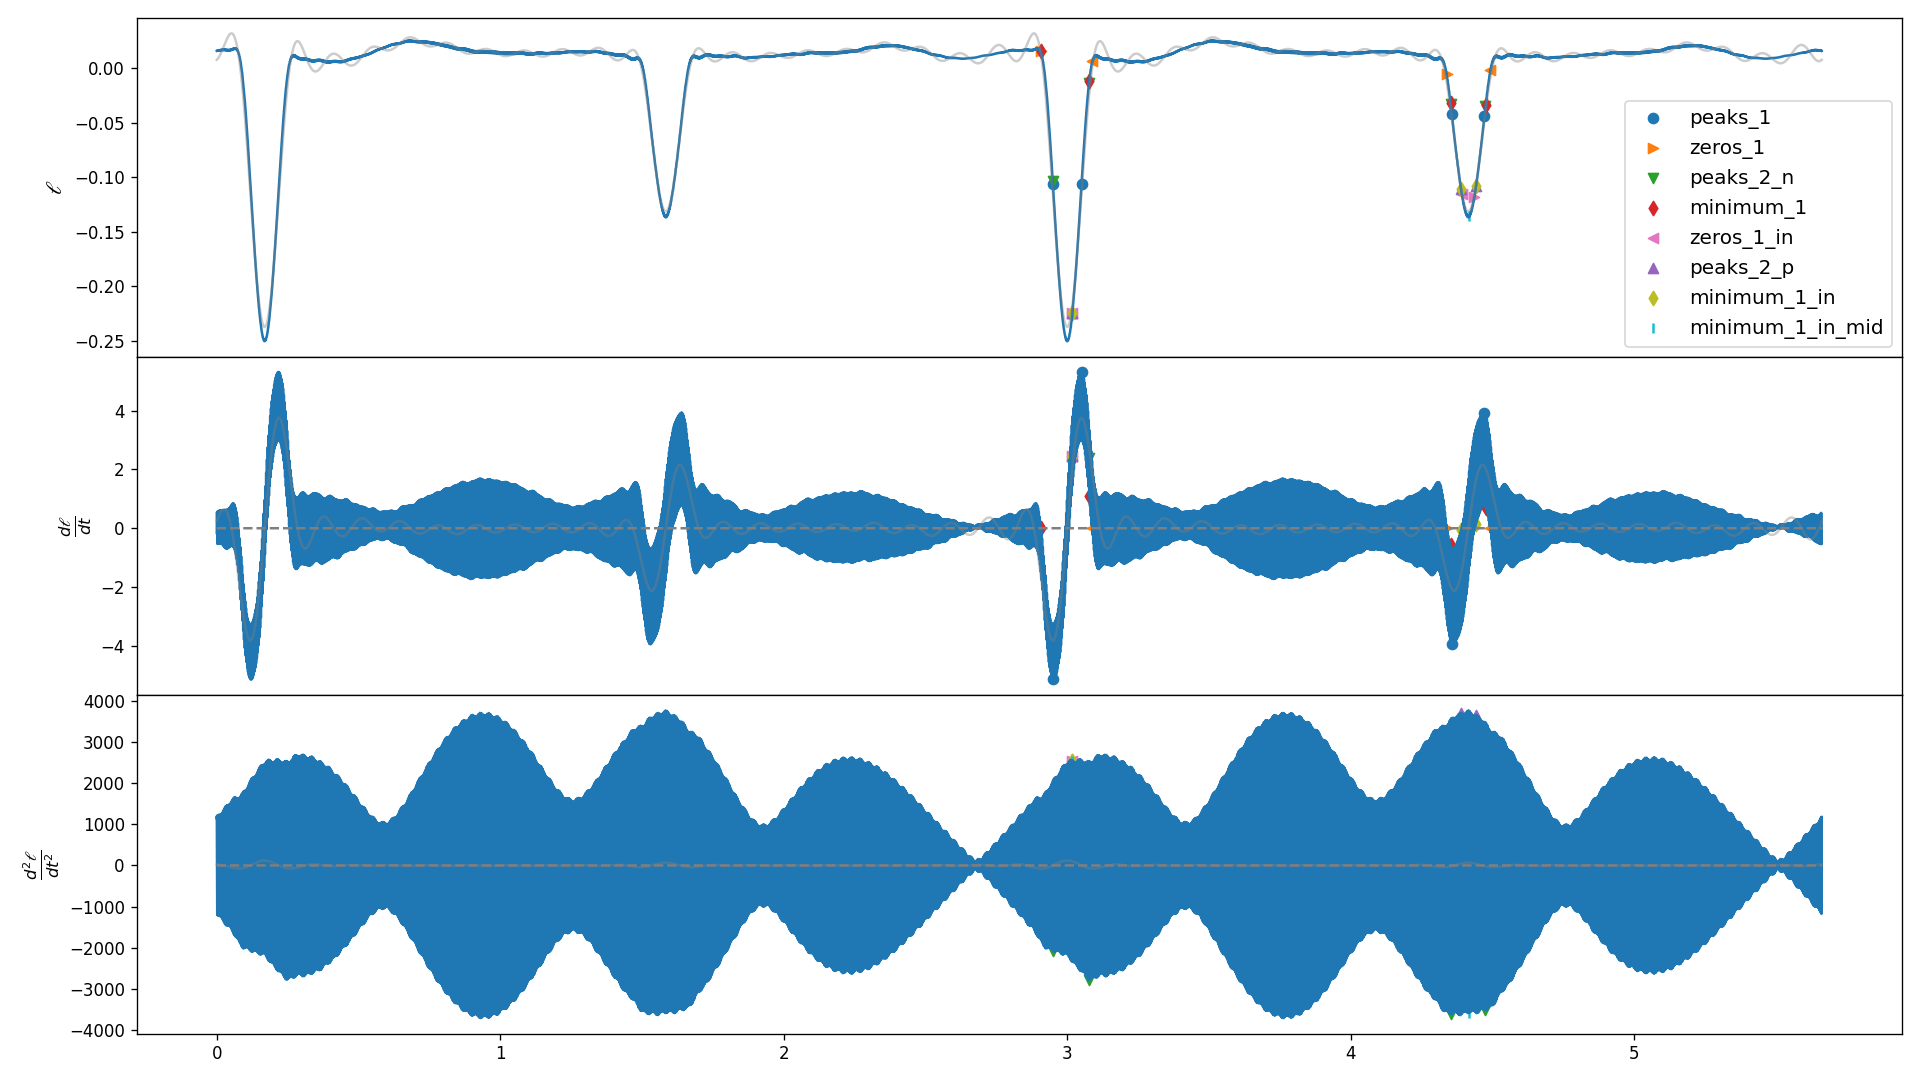 0.00
−0.05
−0.10
−0.15
−0.20
−0.25
ℓ
peaks_1
zeros_1
peaks_2_n
minimum_1
zeros_1_in
peaks_2_p
minimum_1_in
minimum_1_in_mid
4
2
0
−2
−4
dℓ
dt
4000
3000
2000
1000
0
−1000
−2000
−3000
−4000
d²ℓ
dt²
0 1 2 3 4 5